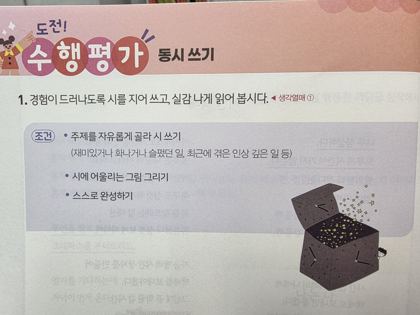 도전!
수행평가 동시 쓰기
1. 경험이 드러나도록 시를 지어 쓰고, 실감 나게 읽어 봅시다. ◀ 생각열매 ①
조건 • 주제를 자유롭게 골라 시 쓰기
(재미있거나 화나거나 슬펐던 일, 최근에 겪은 인상 깊은 일 등)
• 시에 어울리는 그림 그리기
• 스스로 완성하기